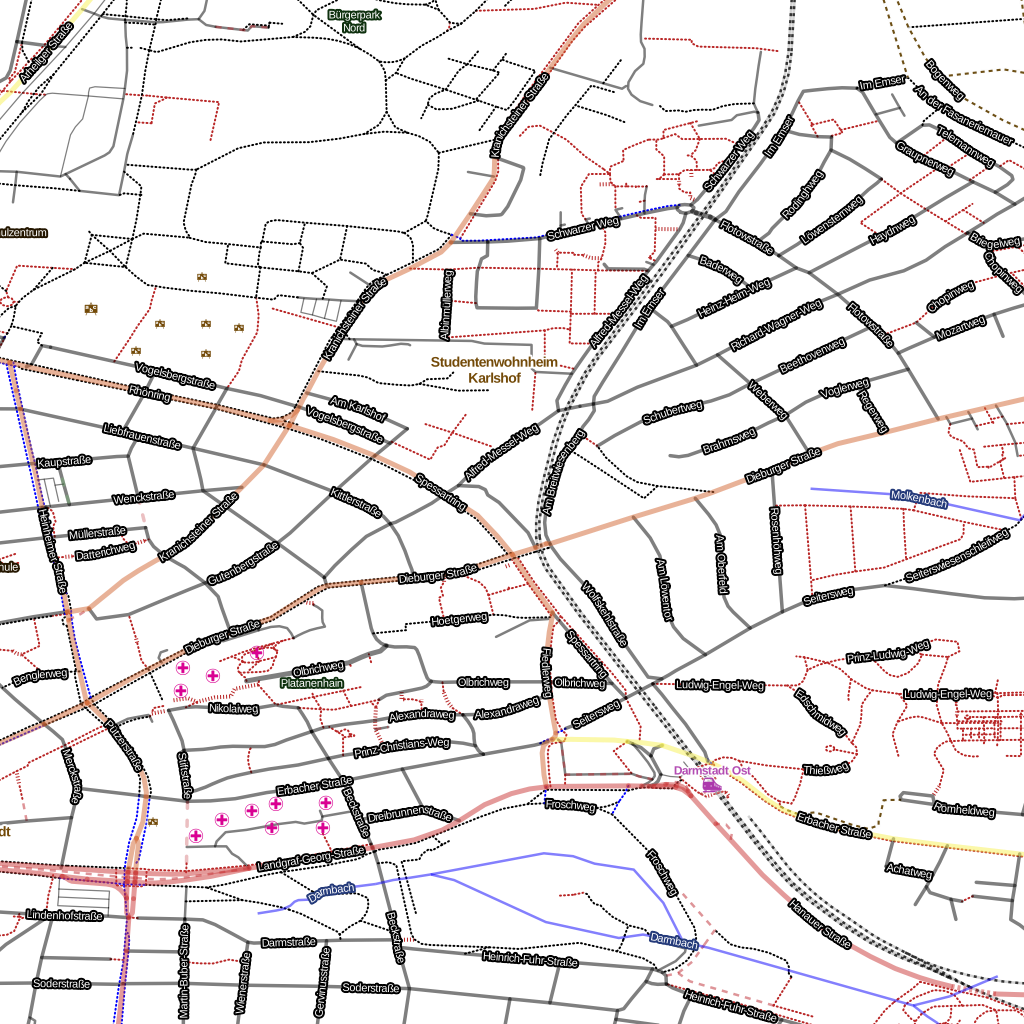 Bürgerpark
Nord
Arheilger Straße
Kranichsteiner Straße
Im Emser
Bogenweg
An der Fasaneriemauer
Telemannweg
Graupnerweg
Schwarzer Weg
Im Emser
Rodinghweg
Löwensternweg
Haydnweg
Briegelweg
Chopinweg
Schwarzer Weg
Flotowstraße
ulzentrum
Baderweg
Heinz-Heim-Weg
Alfred-Messel-Weg
Im Emser
Albinmüllerweg
Kranichsteiner Straße
Chopinweg
Mozartweg
Flotowstraße
Richard-Wagner-Weg
Beethovenweg
Studentenwohnheim
Karlshof
Vogelsbergstraße
Rhönring
Am Karlshof
Vogelsbergstraße
Voglerweg
Regerweg
Weberweg
Schubertweg
Brahmsweg
Liebfrauenstraße
Kaupstraße
Wenckstraße
Alfred-Messel-Weg
Spessartring
Am Breitwiesenberg
Dieburger Straße
Molkenbach
Kittlerstraße
Kranichsteiner Straße
Müllerstraße
Datterichweg
Heinheimer Straße
Gutenbergstraße
Rosenhöhweg
Seiterswiesenschleifweg
hule
Dieburger Straße
Am Löwentor
Am Oberfeld
Seitersweg
Wolfskehlstraße
Hoetgerweg
Dieburger Straße
Spessartring
Prinz-Ludwig-Weg
Benglerweg
Olbrichweg
Platanenhain
Olbrichweg
Fiedlerweg
Olbrichweg
Ludwig-Engel-Weg
Ludwig-Engel-Weg
Nikolaiweg
Alexandraweg
Alexandraweg
Seitersweg
Erlschmidweg
Pützerstraße
Prinz-Christians-Weg
Merckstraße
Stiftstraße
Thießweg
Darmstadt Ost
Erbacher Straße
Beckstraße
Dreibrunnenstraße
Froschweg
Romheldweg
Erbacher Straße
dt
Landgraf-Georg-Straße
Froschweg
Achatweg
Darmbach
Hanauer Straße
Lindenhofstraße
Darmstraße
Beckstraße
Darmbach
Heinrich-Fuhr-Straße
Martin-Buber-Straße
Wienerstraße
Gervinusstraße
Soderstraße
Soderstraße
Heinrich-Fuhr-Straße